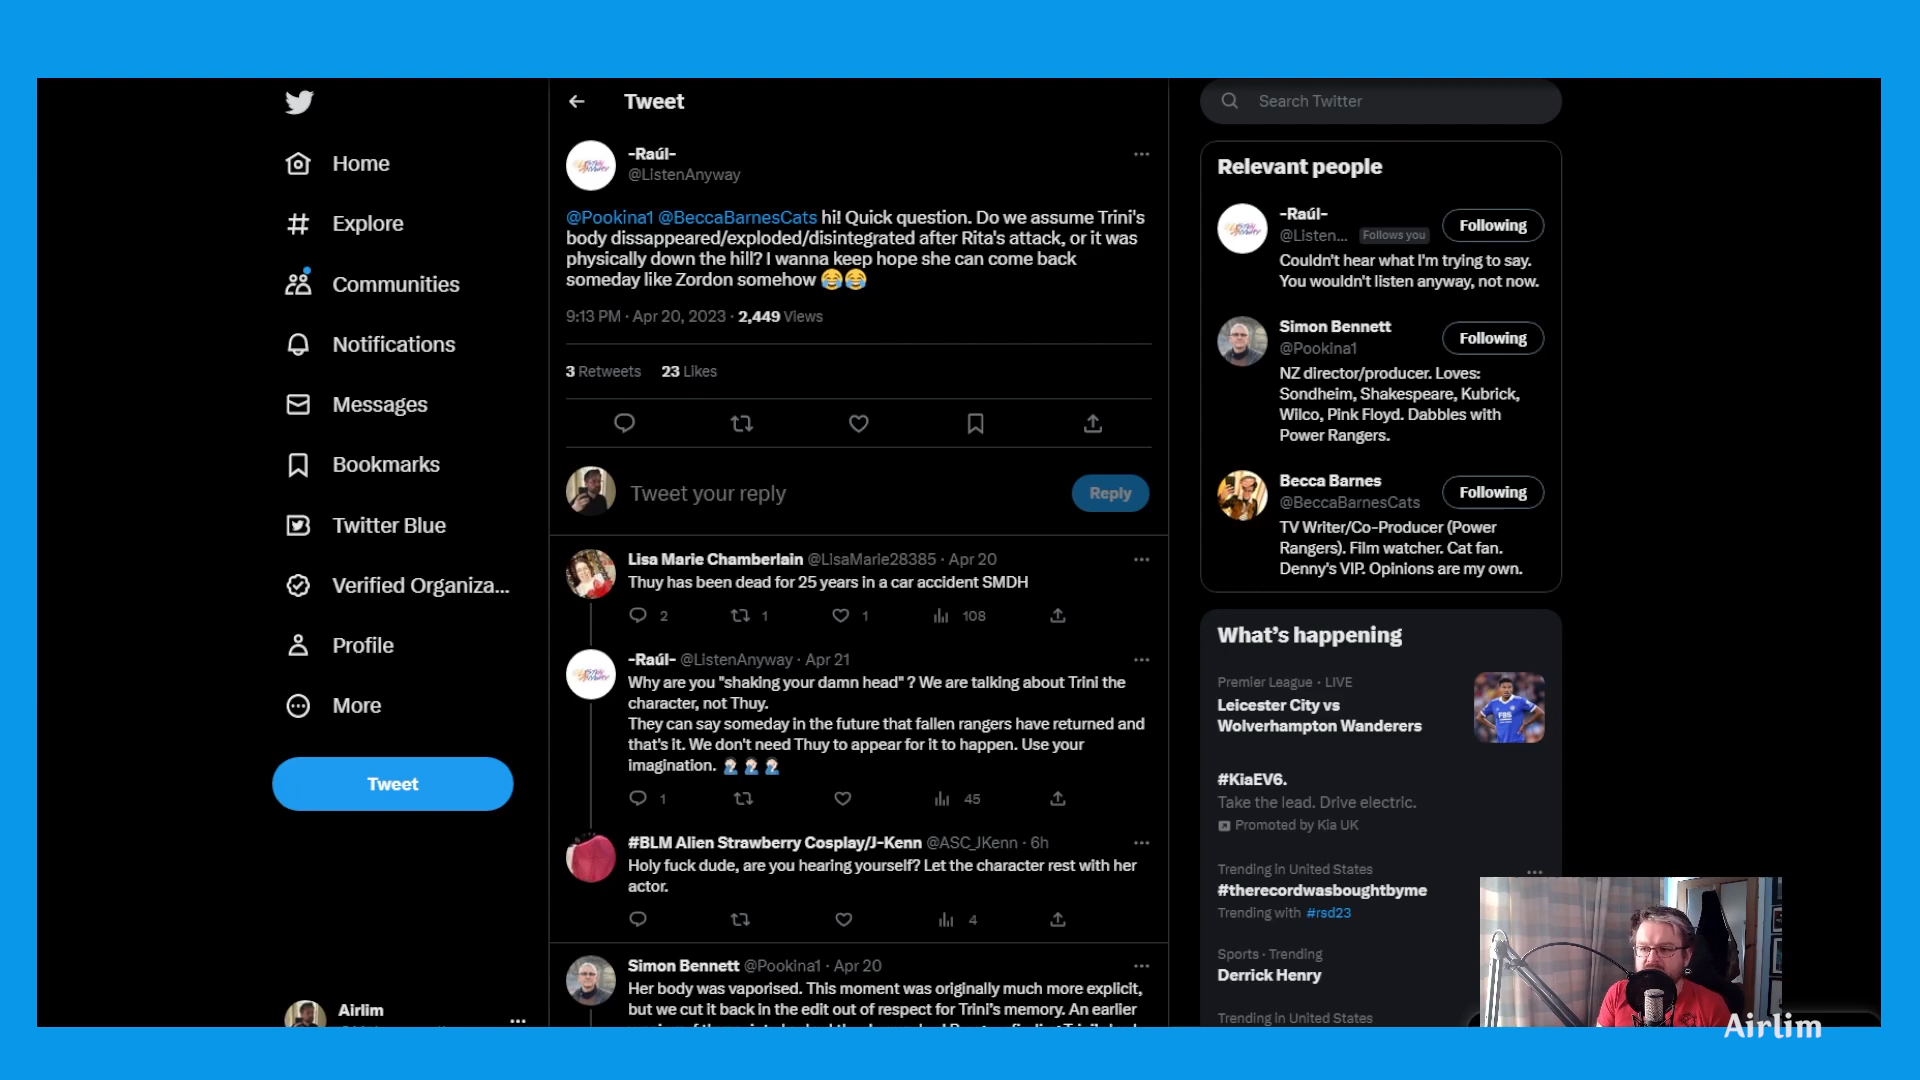 Home
Explore
Communities
Notifications
Messages
Bookmarks
Twitter Blue
Verified Organiza...
Profile
More
Tweet
Airlim
Tweet
-Raúl-
@ListenAnyway
@Pookina1 @BeccaBarnesCats hi! Quick question. Do we assume Trini's
body dissappeared/exploded/disintegrated after Rita's attack, or it was
physically down the hill? I wanna keep hope she can come back
someday like Zordon somehow 😂😂
9:13 PM · Apr 20, 2023 · 2,449 Views
3 Retweets 23 Likes
Tweet your reply
Reply
Lisa Marie Chamberlain @LisaMarie28385 · Apr 20
Thuy has been dead for 25 years in a car accident SMDH
2 1 1 108
-Raúl- @ListenAnyway · Apr 21
Why are you "shaking your damn head" ? We are talking about Trini the
character, not Thuy.
They can say someday in the future that fallen rangers have returned and
that's it. We don't need Thuy to appear for it to happen. Use your
imagination. 🤦🏻🤦🏻🤦🏻
1 45
#BLM Alien Strawberry Cosplay/J-Kenn @ASC_JKenn · 6h
Holy fuck dude, are you hearing yourself? Let the character rest with her
actor.
4
Simon Bennett @Pookina1 · Apr 20
Her body was vaporised. This moment was originally much more explicit,
but we cut it back in the edit out of respect for Trini's memory. An earlier
Search Twitter
Relevant people
-Raúl-
@Listen... Follows you
Following
Couldn't hear what I'm trying to say.
You wouldn't listen anyway, not now.
Simon Bennett
@Pookina1
Following
NZ director/producer. Loves:
Sondheim, Shakespeare, Kubrick,
Wilco, Pink Floyd. Dabbles with
Power Rangers.
Becca Barnes
@BeccaBarnesCats
Following
TV Writer/Co-Producer (Power
Rangers). Film watcher. Cat fan.
Denny's VIP. Opinions are my own.
What's happening
Premier League · LIVE
Leicester City vs
Wolverhampton Wanderers
#KiaEV6.
Take the lead. Drive electric.
Promoted by Kia UK
Trending in United States
#therecordwasboughtbyme
Trending with #rsd23
Sports · Trending
Derrick Henry
Trending in United States
Airlim